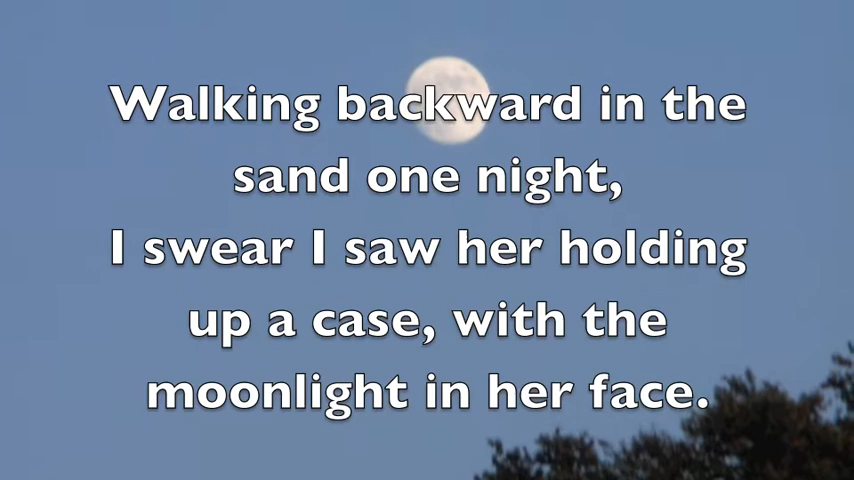 Walking backward in the
sand one night,
I swear I saw her holding
up a case, with the
moonlight in her face.